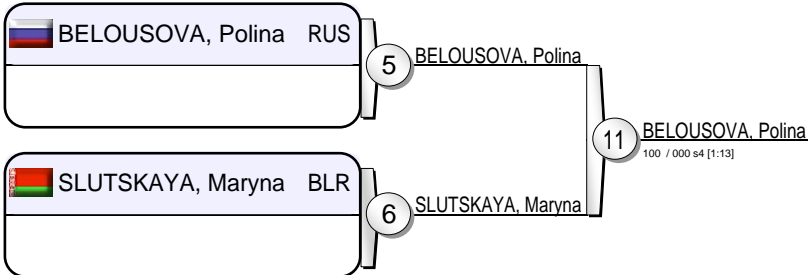 BELOUSOVA, Polina RUS
5
BELOUSOVA, Polina
11
BELOUSOVA, Polina
100 / 000 s4 [1:13]
SLUTSKAYA, Maryna BLR
6
SLUTSKAYA, Maryna